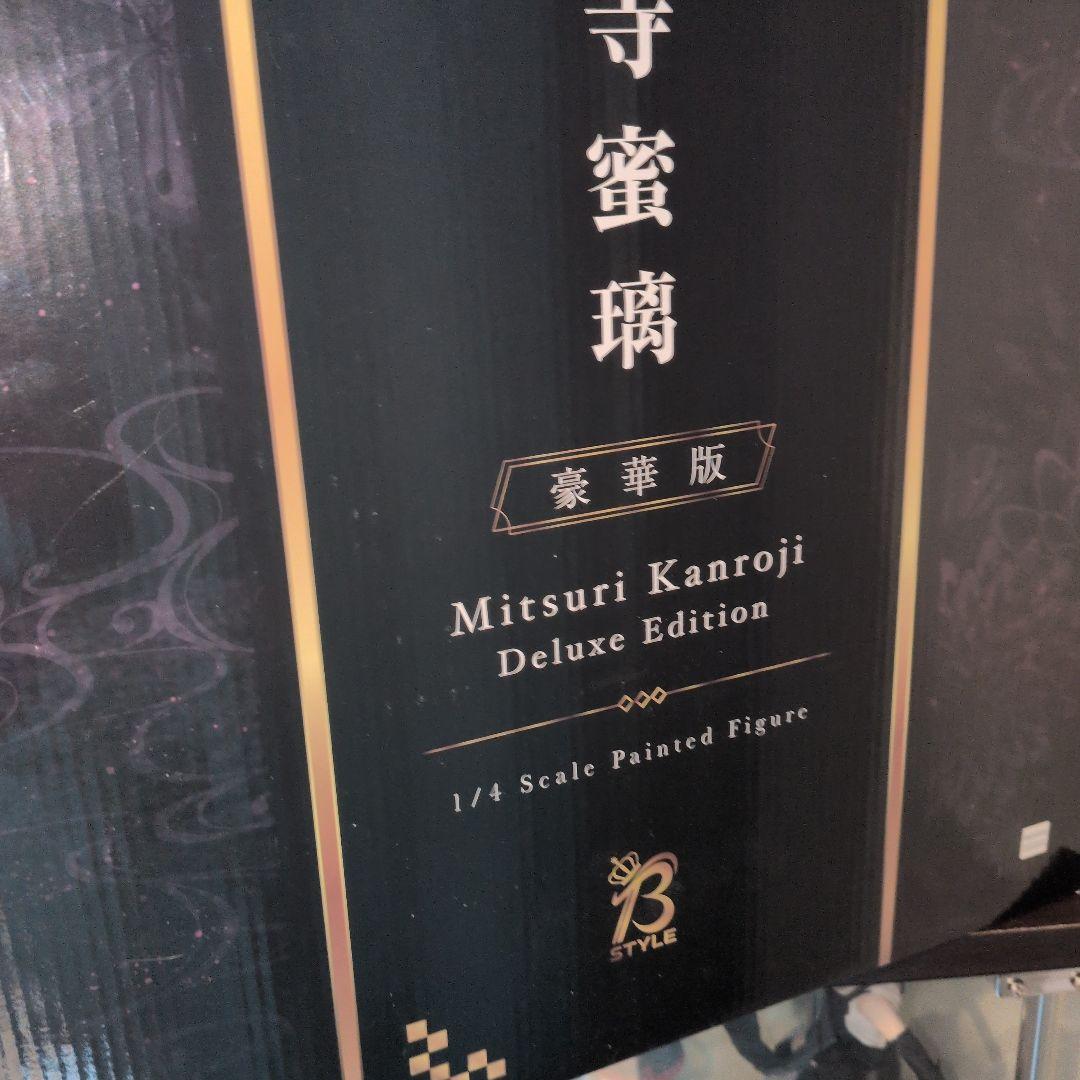 寺蜜璃
豪華版
Mitsuri Kanroji
Deluxe Edition
1/4 Scale Painted Figure
B
STYLE